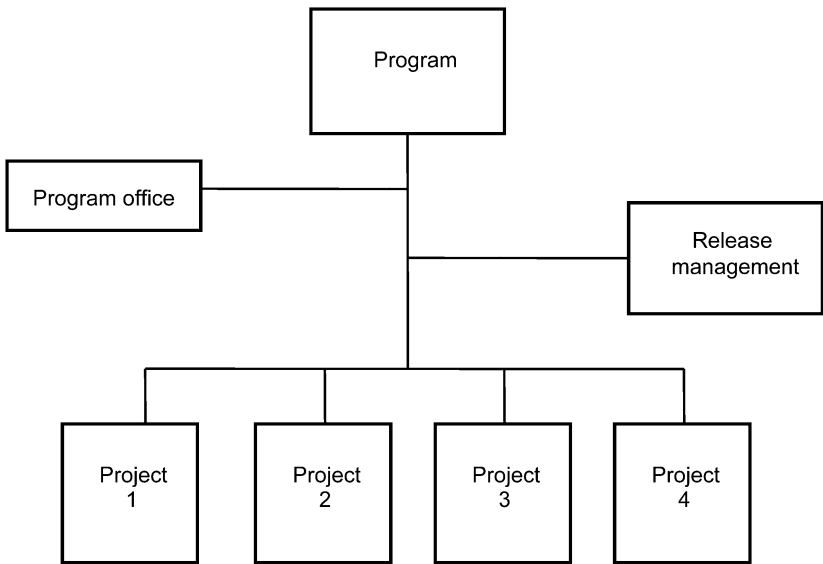 Program
Program office
Release
management
Project
1
Project
2
Project
3
Project
4